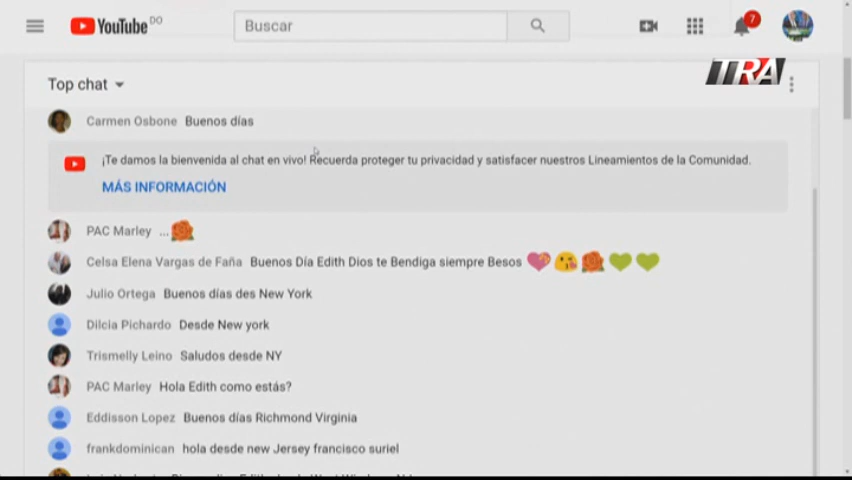 YouTube DO
Buscar
7
TRA
Top chat
Carmen Osbone Buenos días
¡Te damos la bienvenida al chat en vivo! Recuerda proteger tu privacidad y satisfacer nuestros Lineamientos de la Comunidad.
MÁS INFORMACIÓN
PAC Marley ...
Celsa Elena Vargas de Faña Buenos Día Edith Dios te Bendiga siempre Besos
Julio Ortega Buenos días des New York
Dilcia Pichardo Desde New york
Trismelly Leino Saludos desde NY
PAC Marley Hola Edith como estás?
Eddisson Lopez Buenos días Richmond Virginia
frankdominican hola desde new Jersey francisco suriel